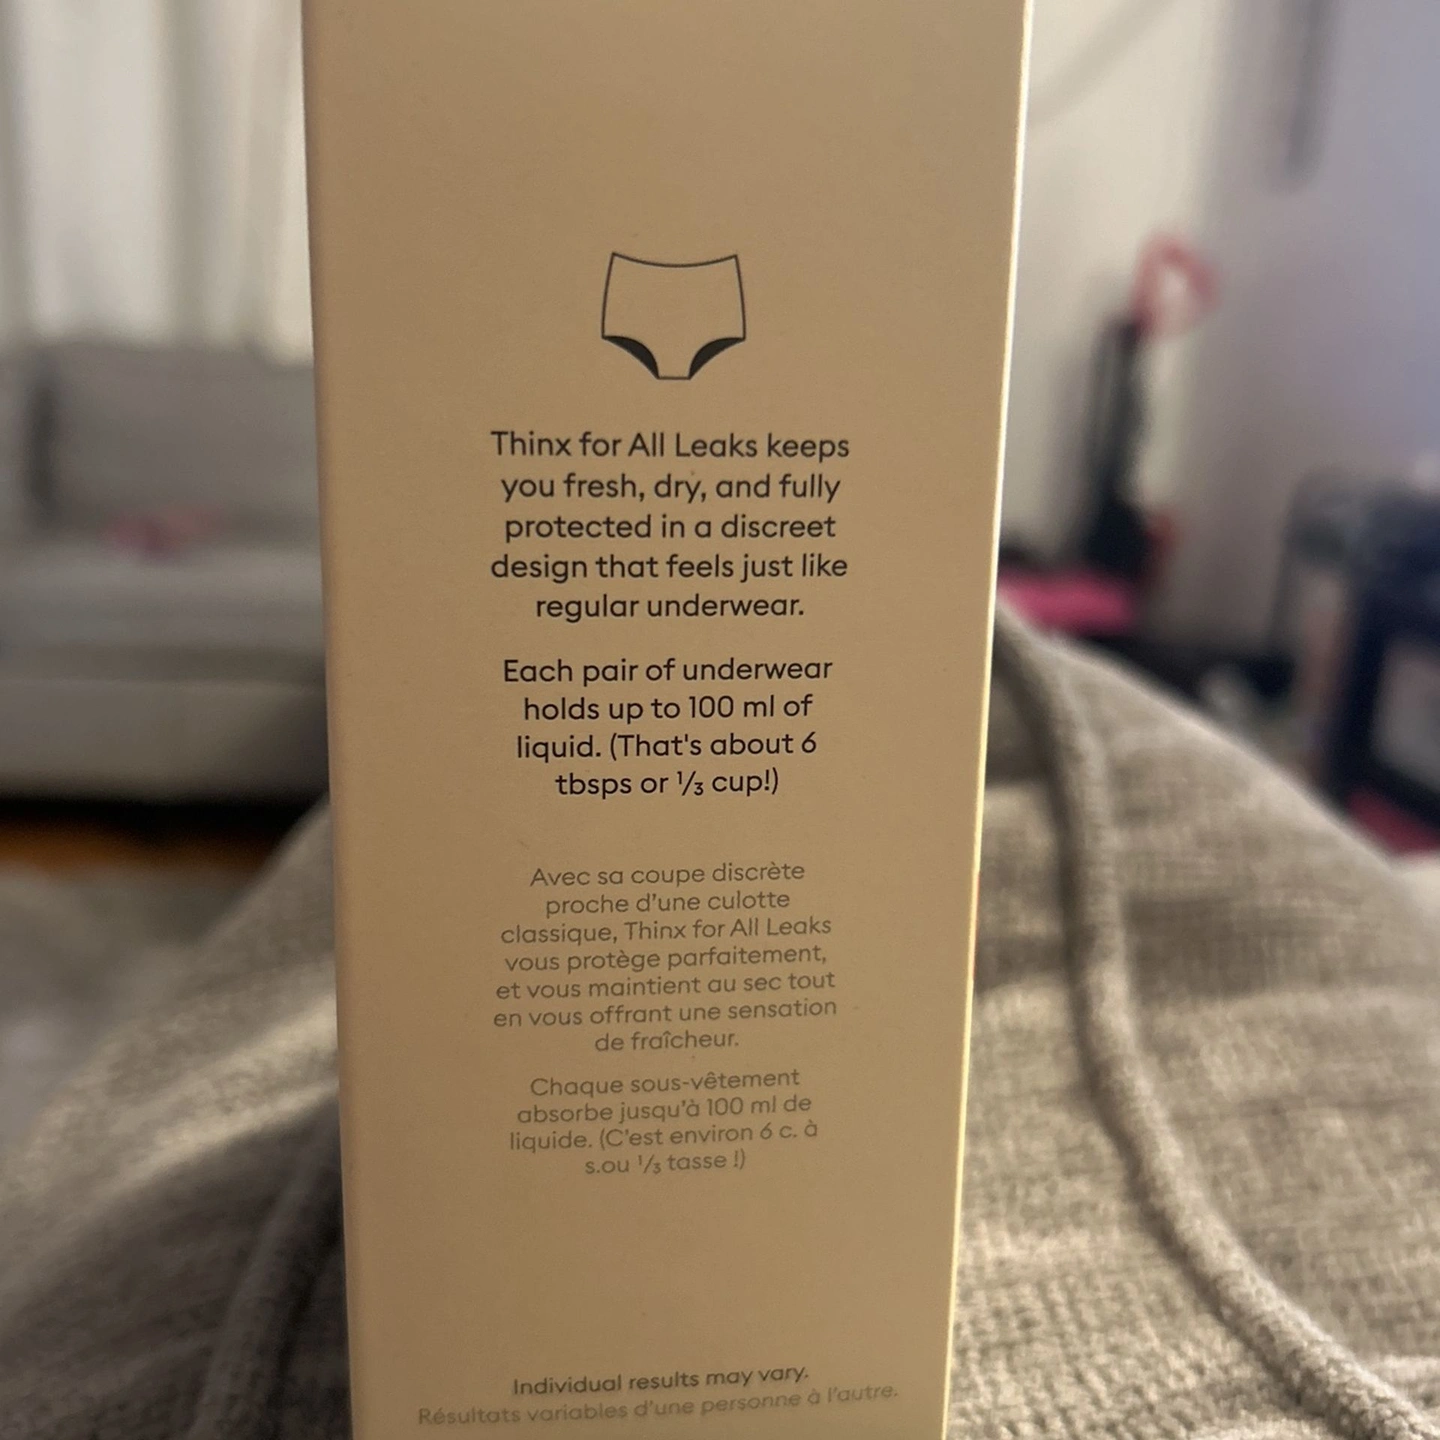 Thinx for All Leaks keeps
you fresh, dry, and fully
protected in a discreet
design that feels just like
regular underwear.
Each pair of underwear
holds up to 100 ml of
liquid. (That's about 6
tbsps or ⅓ cup!)
Avec sa coupe discrète
proche d'une culotte
classique, Thinx for All Leaks
vous protège parfaitement,
et vous maintient au sec tout
en vous offrant une sensation
de fraîcheur.
Chaque sous-vêtement
absorbe jusqu'à 100 ml de
liquide. (C'est environ 6 c. à
s.ou ⅓ tasse !)
Individual results may vary.
Résultats variables d'une personne à l'autre.